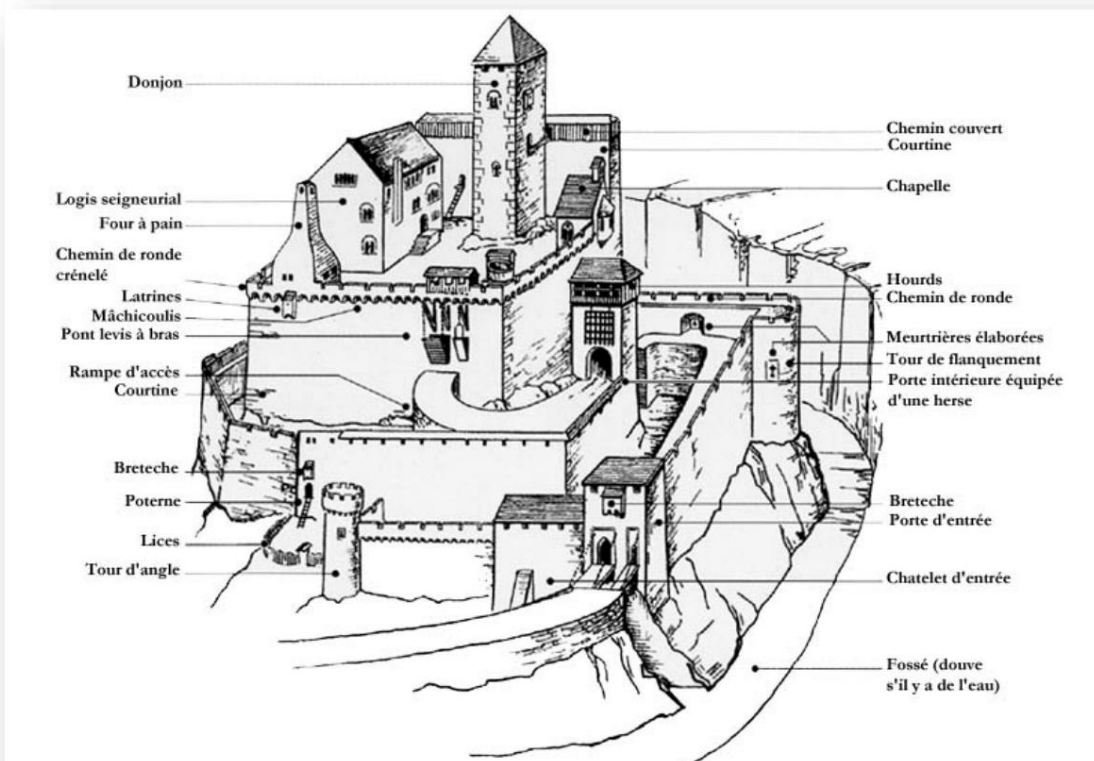 Donjon
Logis seigneurial
Four à pain
Chemin de ronde
crénelé
Latrines
Mâchicoulis
Pont levis à bras
Rampe d'accès
Courtine
Breteche
Poterne
Lices
Tour d'angle
Chemin couvert
Courtine
Chapelle
Hourds
Chemin de ronde
Meurtrières élaborées
Tour de flanquement
Porte intérieure équipée
d'une herse
Breteche
Porte d'entrée
Chatelet d'entrée
Fossé (douve
s'il y a de l'eau)